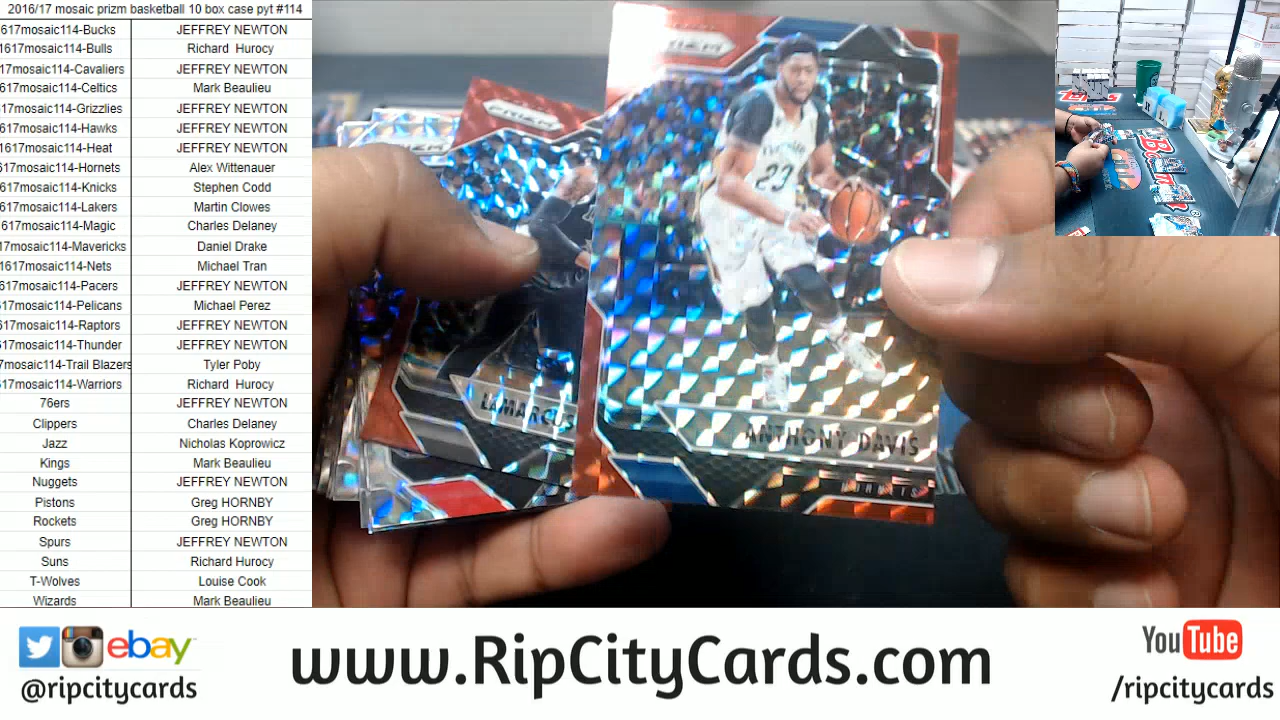 2016/17 mosaic prizm basketball 10 box case pyt #114
617mosaic114-Bucks JEFFREY NEWTON
1617mosaic114-Bulls Richard Hurocy
17mosaic114-Cavaliers JEFFREY NEWTON
617mosaic114-Celtics Mark Beaulieu
617mosaic114-Grizzlies JEFFREY NEWTON
617mosaic114-Hawks JEFFREY NEWTON
1617mosaic114-Heat JEFFREY NEWTON
617mosaic114-Hornets Alex Wittenauer
617mosaic114-Knicks Stephen Codd
617mosaic114-Lakers Martin Clowes
617mosaic114-Magic Charles Delaney
17mosaic114-Mavericks Daniel Drake
1617mosaic114-Nets Michael Tran
617mosaic114-Pacers JEFFREY NEWTON
617mosaic114-Pelicans Michael Perez
617mosaic114-Raptors JEFFREY NEWTON
617mosaic114-Thunder JEFFREY NEWTON
7mosaic114-Trail Blazers Tyler Poby
617mosaic114-Warriors Richard Hurocy
76ers JEFFREY NEWTON
Clippers Charles Delaney
Jazz Nicholas Koprowicz
Kings Mark Beaulieu
Nuggets JEFFREY NEWTON
Pistons Greg HORNBY
Rockets Greg HORNBY
Spurs JEFFREY NEWTON
Suns Richard Hurocy
T-Wolves Louise Cook
Wizards Mark Beaulieu
PRIZM
23
LAMARCUS
ANTHONY DAVIS
ebay
@ripcitycards
www.RipCityCards.com
YouTube
/ripcitycards